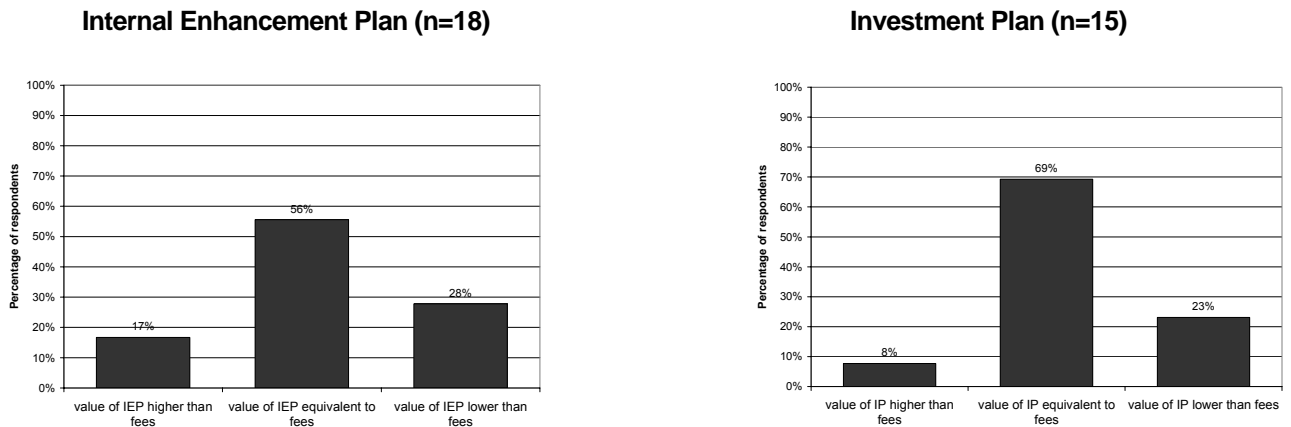 Internal Enhancement Plan (n=18)
Percentage of respondents
100%
90%
80%
70%
60%
50%
40%
30%
20%
10%
0%
17%
56%
28%
value of IEP higher than
fees
value of IEP equivalent to
fees
value of IEP lower than
fees
Investment Plan (n=15)
Percentage of respondents
100%
90%
80%
70%
60%
50%
40%
30%
20%
10%
0%
8%
69%
23%
value of IP higher than
fees
value of IP equivalent to
fees
value of IP lower than fees